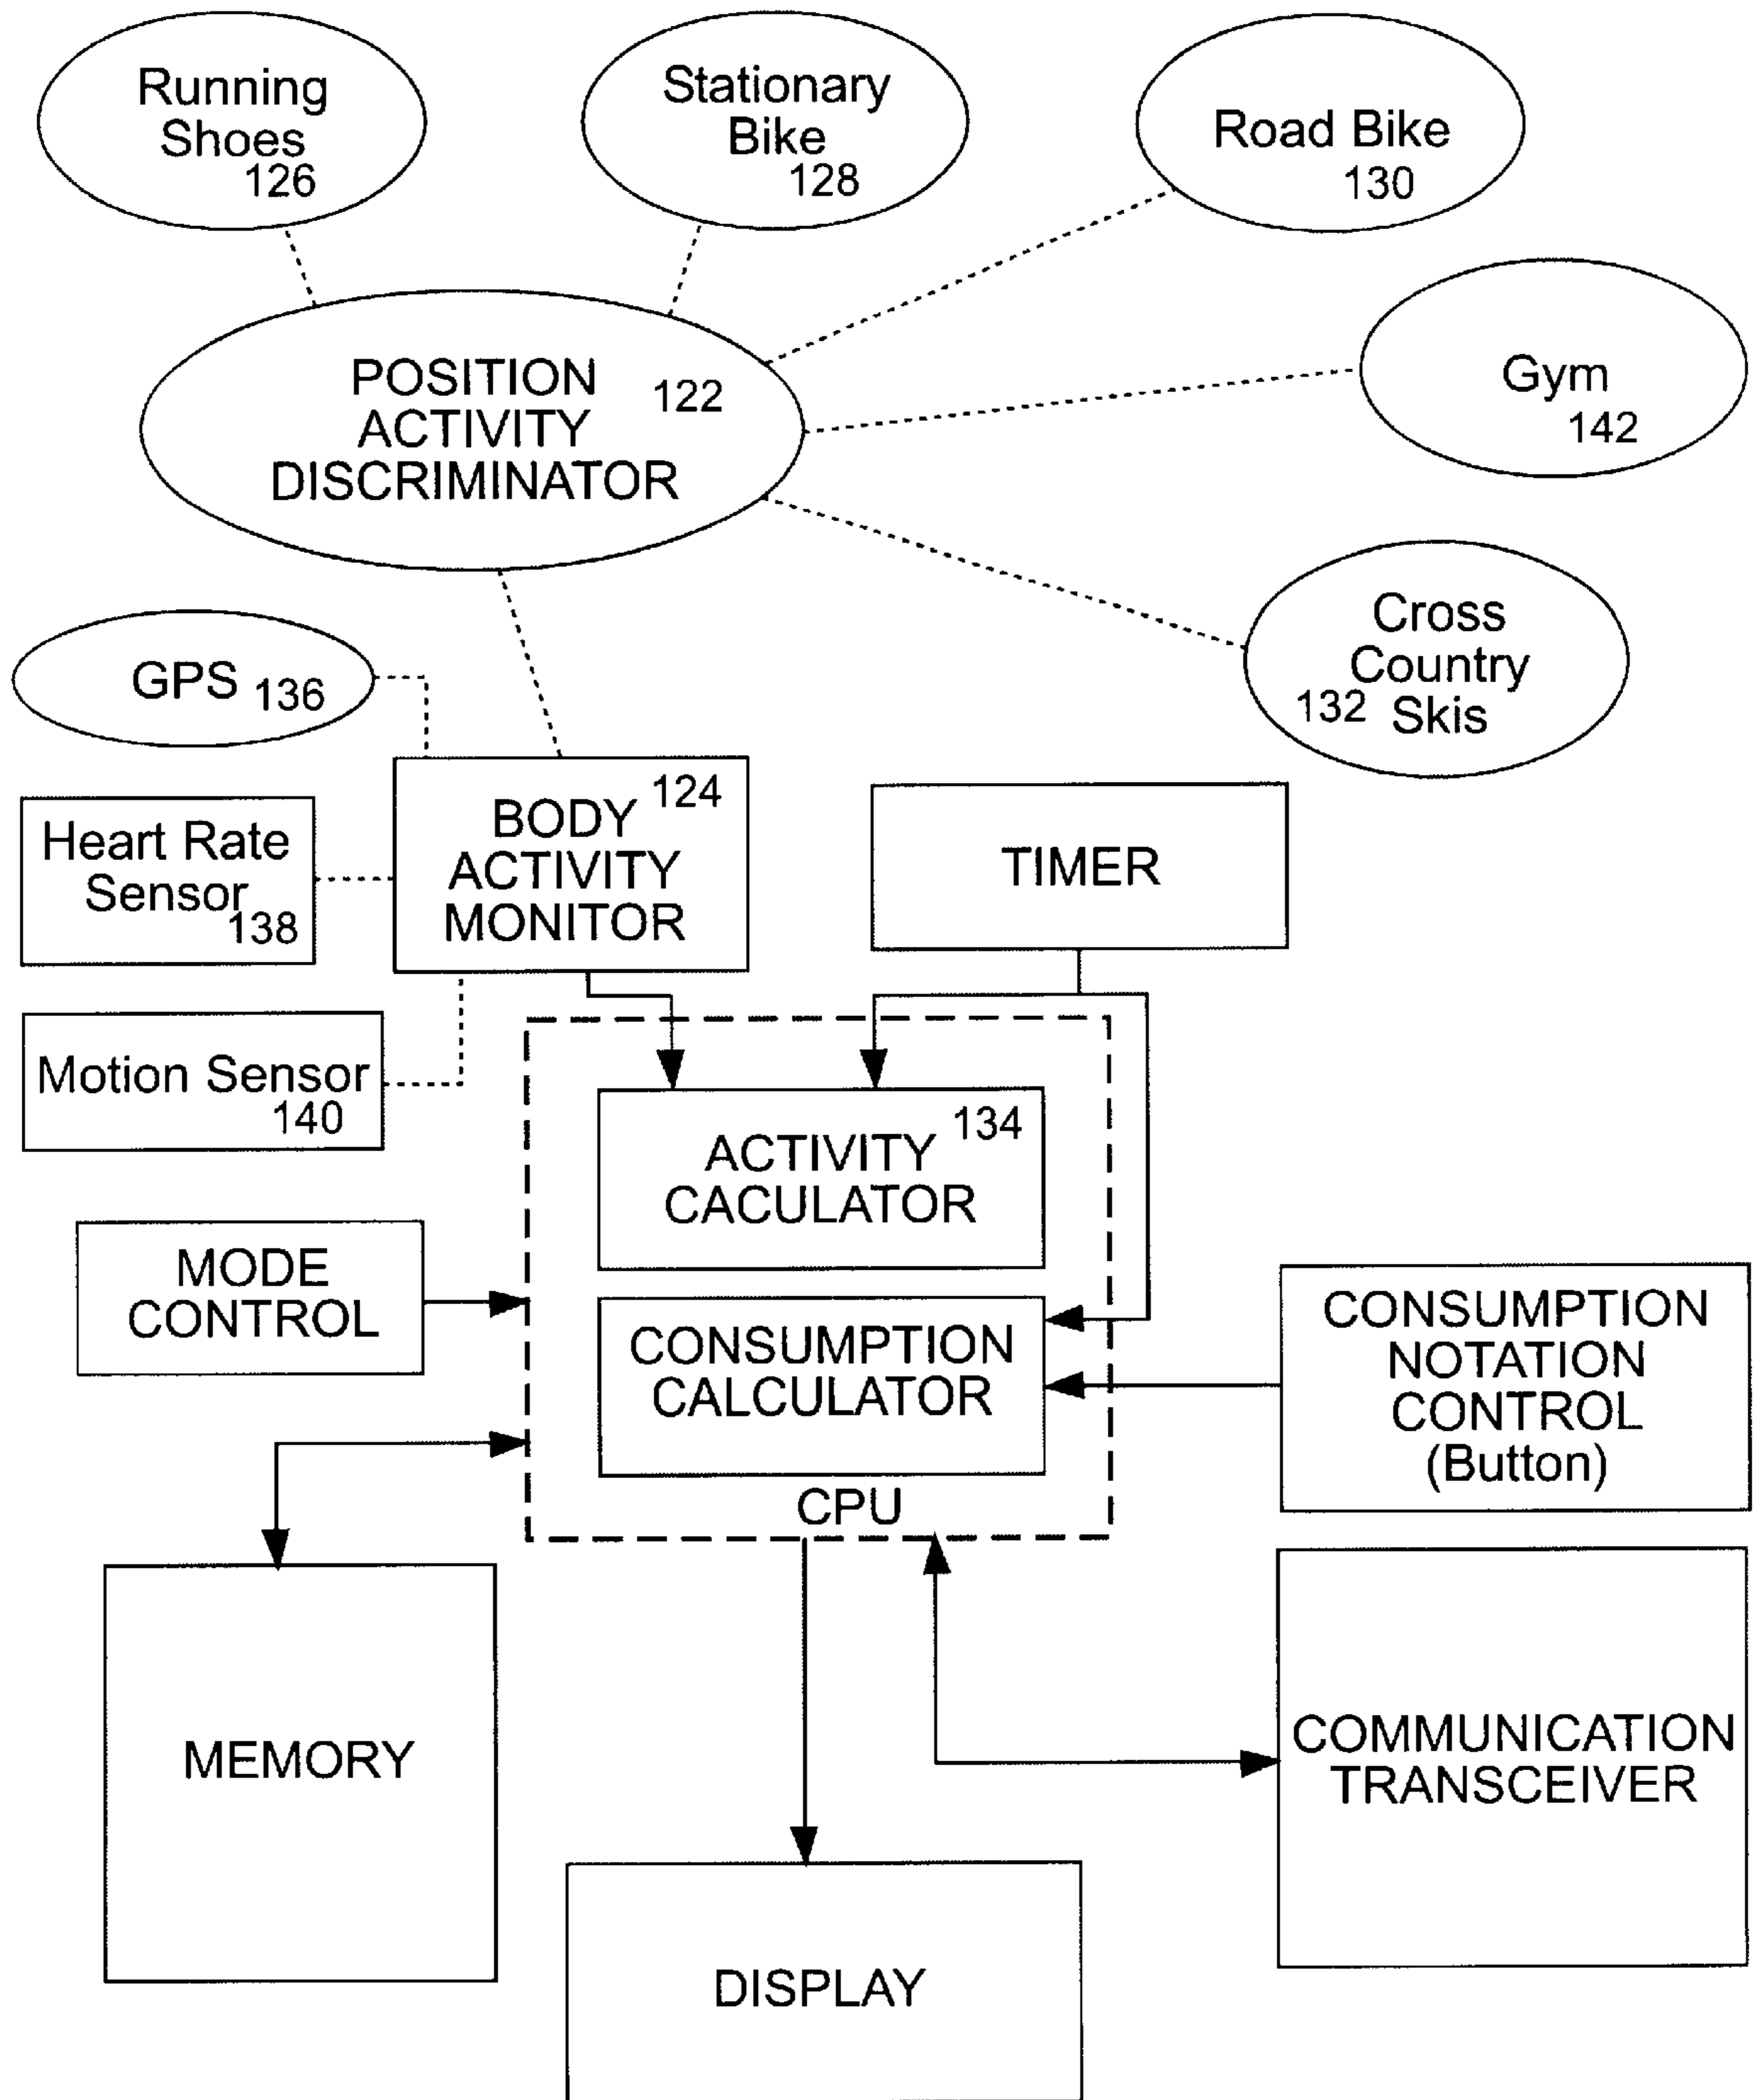 Running
Shoes
126
Stationary
Bike
128
Road Bike
130
POSITION
ACTIVITY
DISCRIMINATOR
122
Gym
142
Cross
Country
Skis
132
GPS 136
Heart Rate
Sensor
138
BODY
ACTIVITY
MONITOR
124
TIMER
Motion Sensor
140
ACTIVITY
CACULATOR
134
MODE
CONTROL
CONSUMPTION
CALCULATOR
CPU
CONSUMPTION
NOTATION
CONTROL
(Button)
MEMORY
COMMUNICATION
TRANSCEIVER
DISPLAY